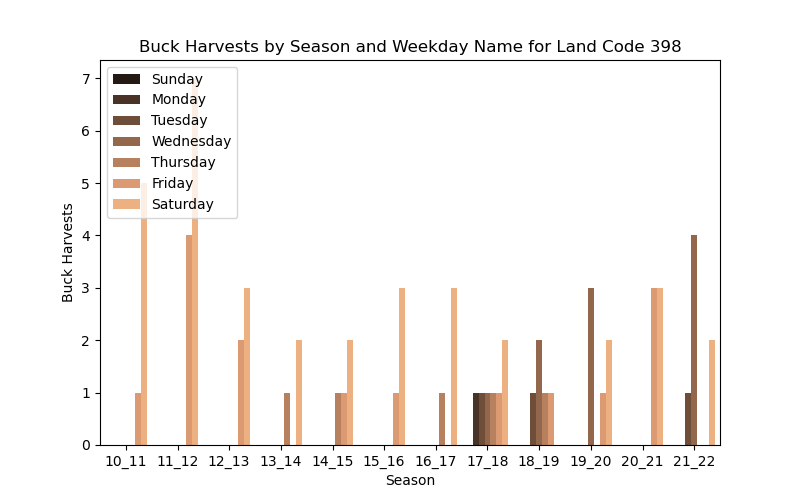 Buck Harvests by Season and Weekday Name for Land Code 398
Buck Harvests
7
6
5
4
3
2
1
0
Sunday
Monday
Tuesday
Wednesday
Thursday
Friday
Saturday
10_11 11_12 12_13 13_14 14_15 15_16 16_17 17_18 18_19 19_20 20_21 21_22
Season